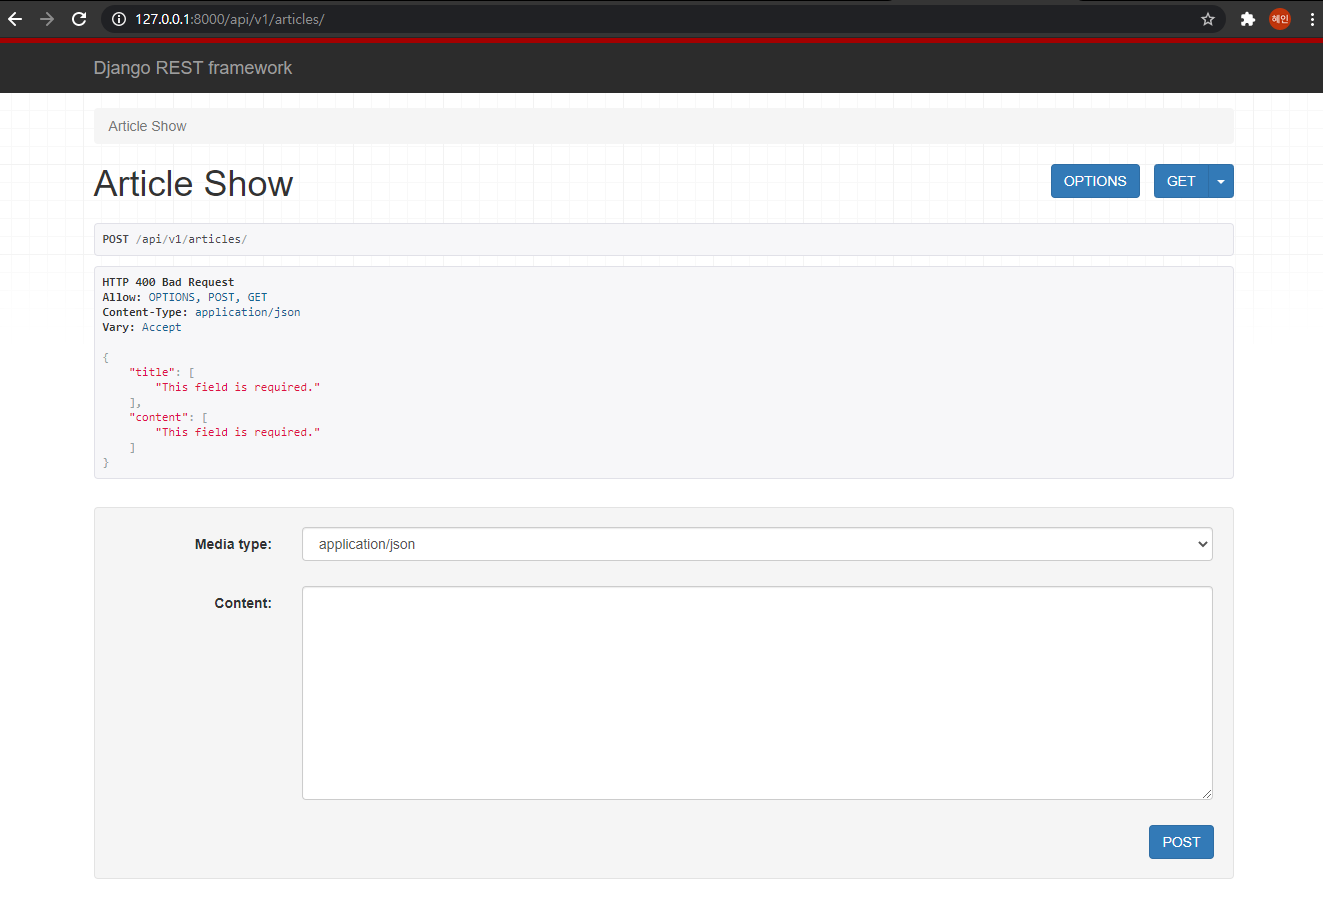 127.0.0.1:8000/api/v1/articles/
혜인
Django REST framework
Article Show
Article Show
OPTIONS
GET
POST /api/v1/articles/
HTTP 400 Bad Request
Allow: OPTIONS, POST, GET
Content-Type: application/json
Vary: Accept
{
    "title": [
        "This field is required."
    ],
    "content": [
        "This field is required."
    ]
}
Media type:
application/json
Content:
POST